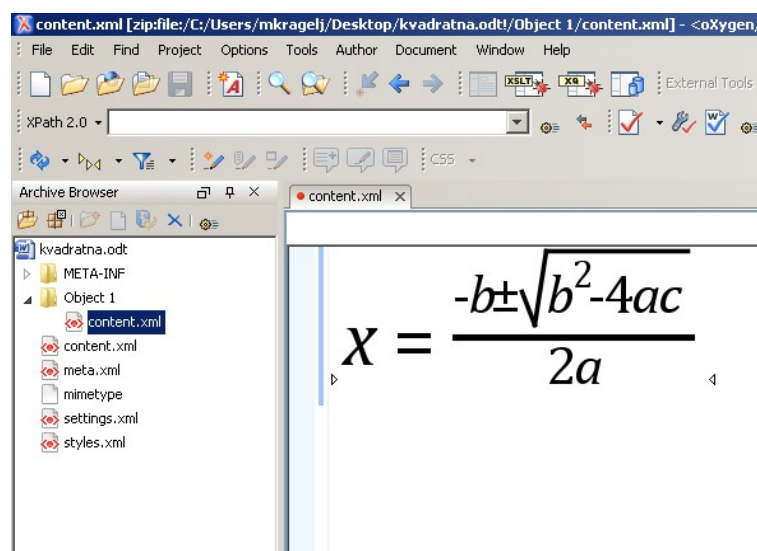 content.xml [zip:file:/C:/Users/mkragelj/Desktop/kvadratna.odt!/Object 1/content.xml] - <oXygen/
File Edit Find Project Options Tools Author Document Window Help
XSLT XQ External Tools
XPath 2.0
CSS
Archive Browser
content.xml
kvadratna.odt
META-INF
Object 1
content.xml
content.xml
meta.xml
mimetype
settings.xml
styles.xml
x = (-b±√(b²-4ac))/(2a)